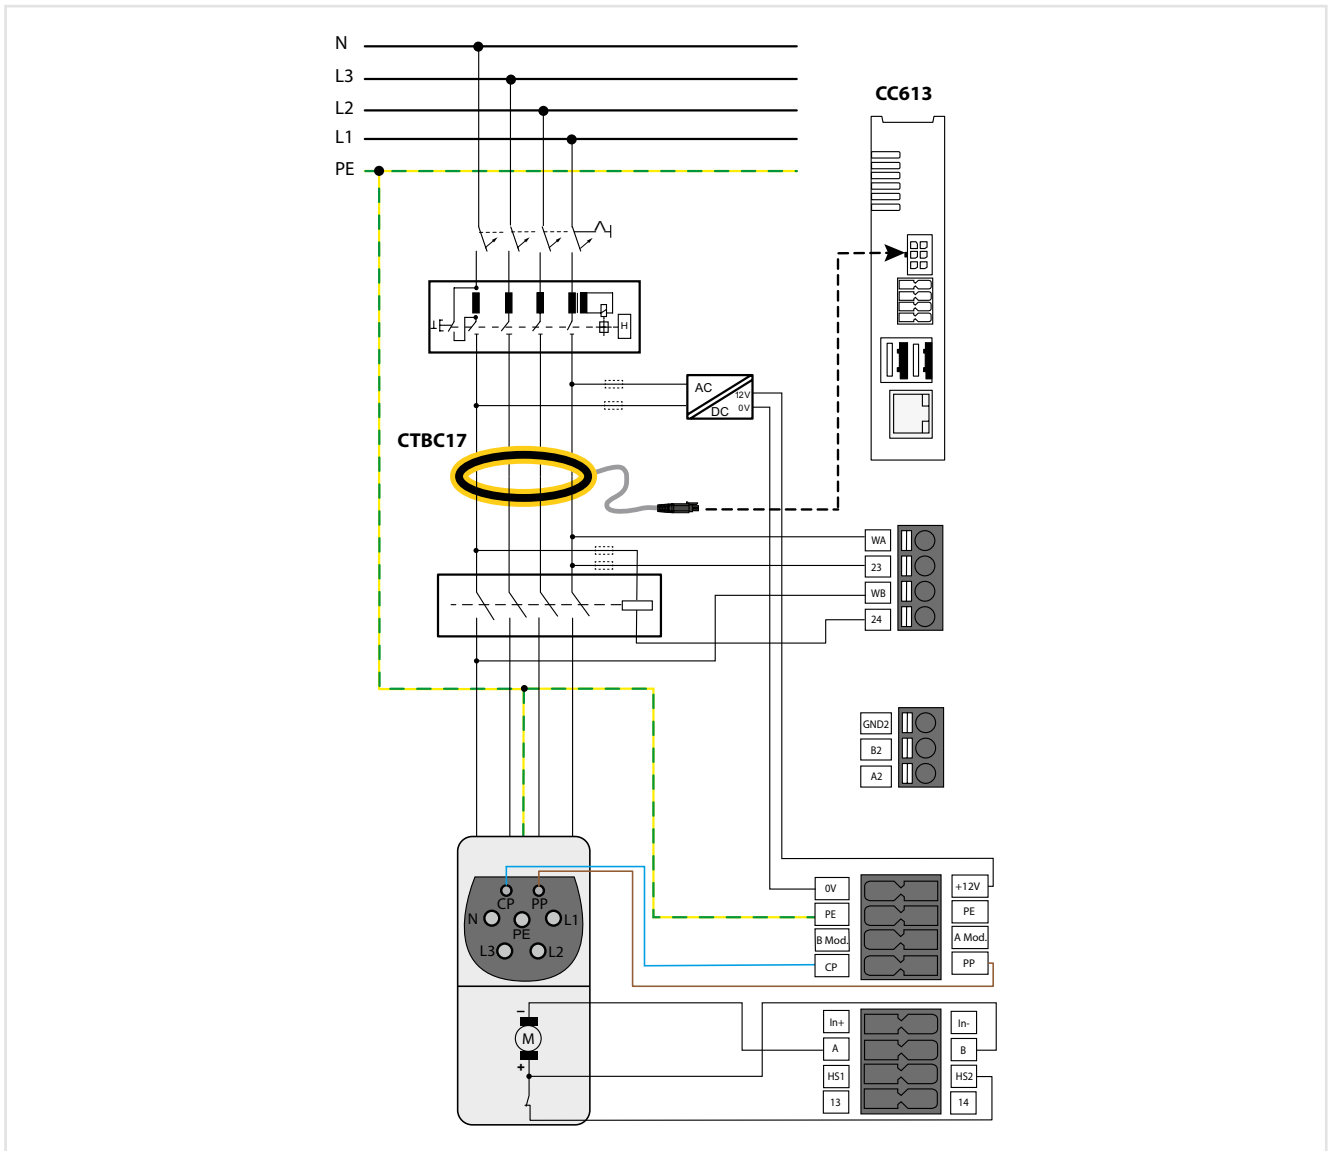 N
L3
L2
L1
PE
CC613
H
AC
12V
DC
0V
CTBC17
WA
23
WB
24
GND2
B2
A2
0V
+12V
PE
PE
B Mod.
A Mod.
CP
PP
CP
PP
N
L1
PE
L3
L2
−
M
+
In+
In-
A
B
HS1
HS2
13
14